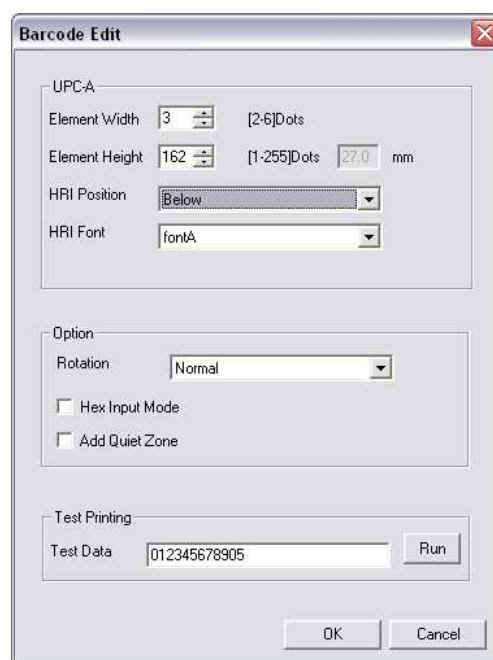 Barcode Edit
UPC-A
Element Width 3 [2-6]Dots
Element Height 162 [1-255]Dots 27.0 mm
HRI Position Below
HRI Font fontA
Option
Rotation Normal
Hex Input Mode
Add Quiet Zone
Test Printing
Test Data 012345678905 Run
OK Cancel